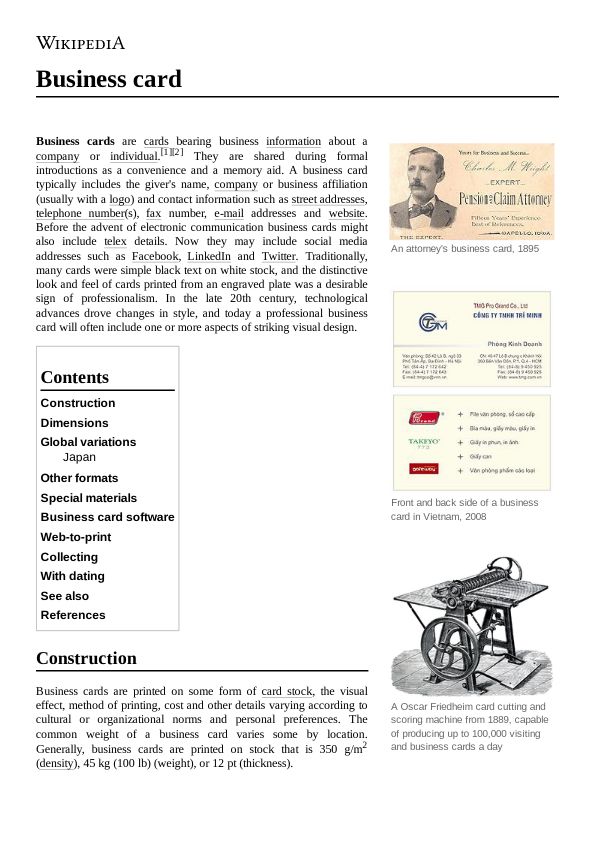 WIKIPEDIA
Business card
Business cards are cards bearing business information about a
company or individual.[1][2] They are shared during formal
introductions as a convenience and a memory aid. A business card
typically includes the giver's name, company or business affiliation
(usually with a logo) and contact information such as street addresses,
telephone number(s), fax number, e-mail addresses and website.
Before the advent of electronic communication business cards might
also include telex details. Now they may include social media
addresses such as Facebook, LinkedIn and Twitter. Traditionally,
many cards were simple black text on white stock, and the distinctive
look and feel of cards printed from an engraved plate was a desirable
sign of professionalism. In the late 20th century, technological
advances drove changes in style, and today a professional business
card will often include one or more aspects of striking visual design.
Contents
Construction
Dimensions
Global variations
Japan
Other formats
Special materials
Business card software
Web-to-print
Collecting
With dating
See also
References
Construction
Business cards are printed on some form of card stock, the visual
effect, method of printing, cost and other details varying according to
cultural or organizational norms and personal preferences. The
common weight of a business card varies some by location.
Generally, business cards are printed on stock that is 350 g/m2
(density), 45 kg (100 lb) (weight), or 12 pt (thickness).
Yours for Business and Success...
Charles M. Wright
EXPERT
Pension & Claim Attorney
Fifteen Years' Experience.
Best of References.
THE EXPERT.
WAPELLO, IOWA.
An attorney's business card, 1895
TMG Pro Grand Co., Ltd
CÔNG TY TNHH TRÍ MINH
TGM
Phòng Kinh Doanh
TAKEYO
gateway
+ File văn phòng, sổ cao cấp
+ Bìa màu, giấy màu, giấy in
+ Giấy in phun, in ảnh
+ Giấy can
+ Văn phòng phẩm các loại
Front and back side of a business
card in Vietnam, 2008
A Oscar Friedheim card cutting and
scoring machine from 1889, capable
of producing up to 100,000 visiting
and business cards a day